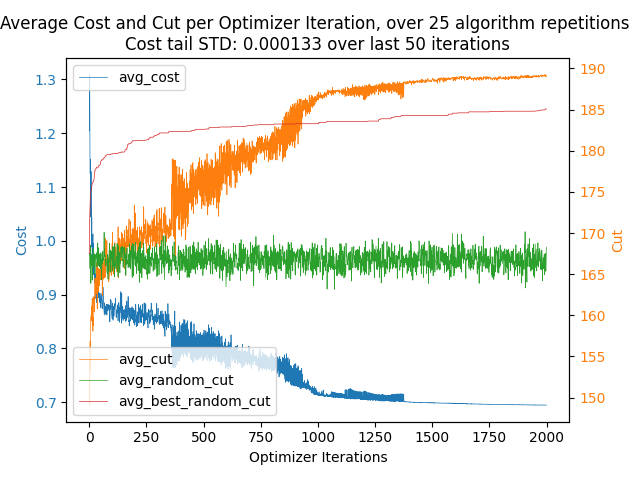 Average Cost and Cut per Optimizer Iteration, over 25 algorithm repetitions
Cost tail STD: 0.000133 over last 50 iterations
avg_cost
1.3
1.2
1.1
1.0
0.9
0.8
0.7
Cost
190
185
180
175
170
165
160
155
150
Cut
avg_cut
avg_random_cut
avg_best_random_cut
0 250 500 750 1000 1250 1500 1750 2000
Optimizer Iterations